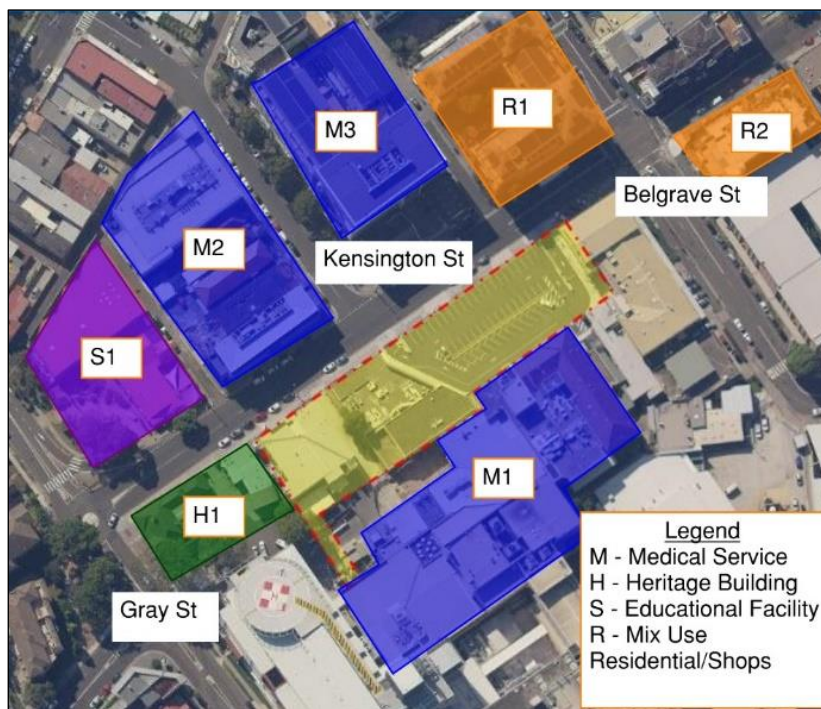 M3
R1
R2
M2
Belgrave St
Kensington St
S1
M1
H1
H
Gray St
Legend
M - Medical Service
H - Heritage Building
S - Educational Facility
R - Mix Use
Residential/Shops